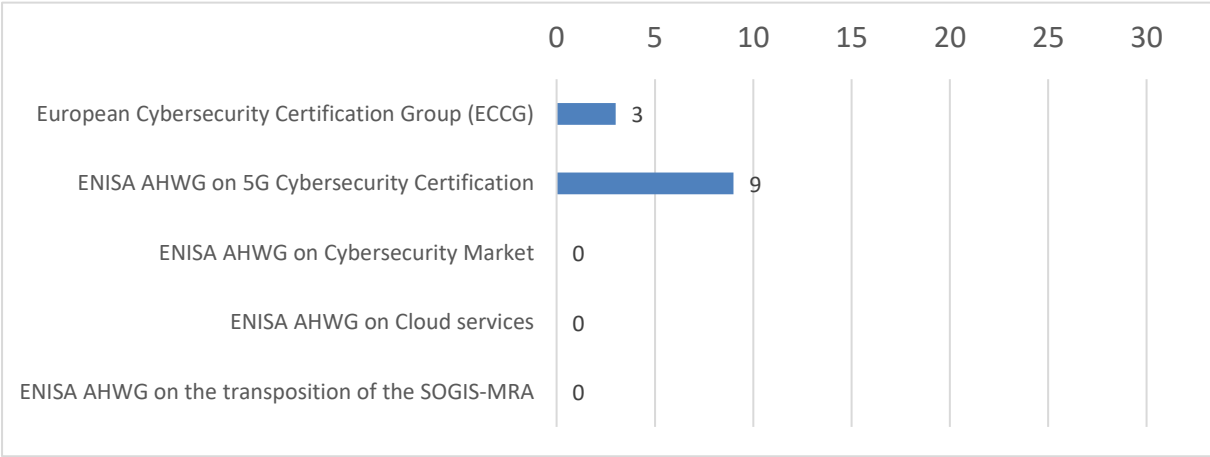 0 5 10 15 20 25 30
European Cybersecurity Certification Group (ECCG) 3
ENISA AHWG on 5G Cybersecurity Certification 9
ENISA AHWG on Cybersecurity Market 0
ENISA AHWG on Cloud services 0
ENISA AHWG on the transposition of the SOGIS-MRA 0